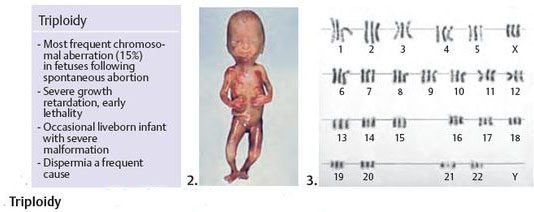 Triploidy
- Most frequent chromoso-
mal aberration (15%)
in fetuses following
spontaneous abortion
- Severe growth
retardation, early
lethality
- Occasional liveborn infant
with severe
malformation
- Dispermia a frequent
cause
2.
3.
1 2 3 4 5 X
6 7 8 9 10 11 12
13 14 15 16 17 18
19 20 21 22 Y
Triploidy